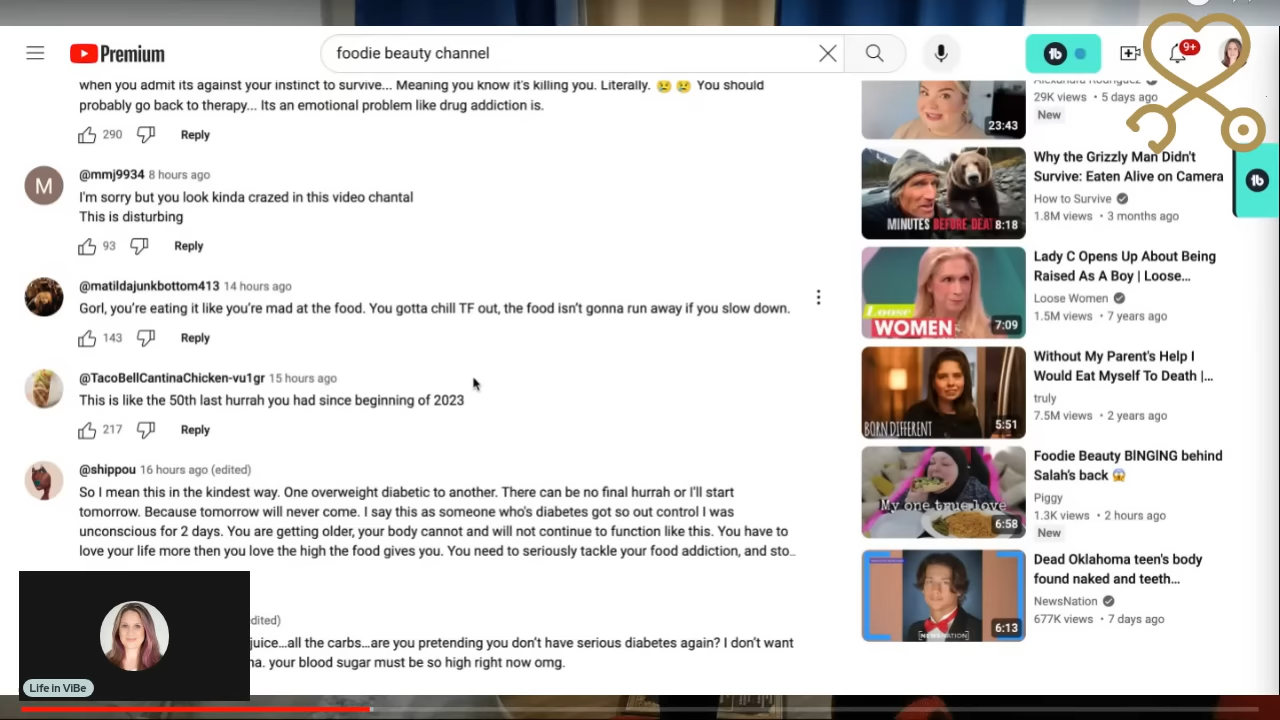 Premium
foodie beauty channel
9+
when you admit its against your instinct to survive... Meaning you know it's killing you. Literally. 😢 😢 You should
probably go back to therapy... Its an emotional problem like drug addiction is.
290 Reply
M
@mmj9934 8 hours ago
I'm sorry but you look kinda crazed in this video chantal
This is disturbing
93 Reply
@matildajunkbottom413 14 hours ago
Gorl, you're eating it like you're mad at the food. You gotta chill TF out, the food isn't gonna run away if you slow down.
143 Reply
@TacoBellCantinaChicken-vu1gr 15 hours ago
This is like the 50th last hurrah you had since beginning of 2023
217 Reply
@shippou 16 hours ago (edited)
So I mean this in the kindest way. One overweight diabetic to another. There can be no final hurrah or I'll start
tomorrow. Because tomorrow will never come. I say this as someone who's diabetes got so out control I was
unconscious for 2 days. You are getting older, your body cannot and will not continue to function like this. You have to
love your life more then you love the high the food gives you. You need to seriously tackle your food addiction, and sto...
dited)
juice...all the carbs...are you pretending you don't have serious diabetes again? I don't want
na. your blood sugar must be so high right now omg.
Life in ViBe
23:43
29K views • 5 days ago
New
MINUTES BEFORE DEAT 8:18
Why the Grizzly Man Didn't
Survive: Eaten Alive on Camera
How to Survive
1.8M views • 3 months ago
Loose
WOMEN 7:09
Lady C Opens Up About Being
Raised As A Boy | Loose...
Loose Women
1.5M views • 7 years ago
BORN DIFFERENT 5:51
Without My Parent's Help I
Would Eat Myself To Death |...
truly
7.5M views • 2 years ago
My one true love
6:58
Foodie Beauty BINGING behind
Salah's back 😱
Piggy
1.3K views • 2 hours ago
New
NEWSNATION 6:13
Dead Oklahoma teen's body
found naked and teeth...
NewsNation
677K views • 7 days ago